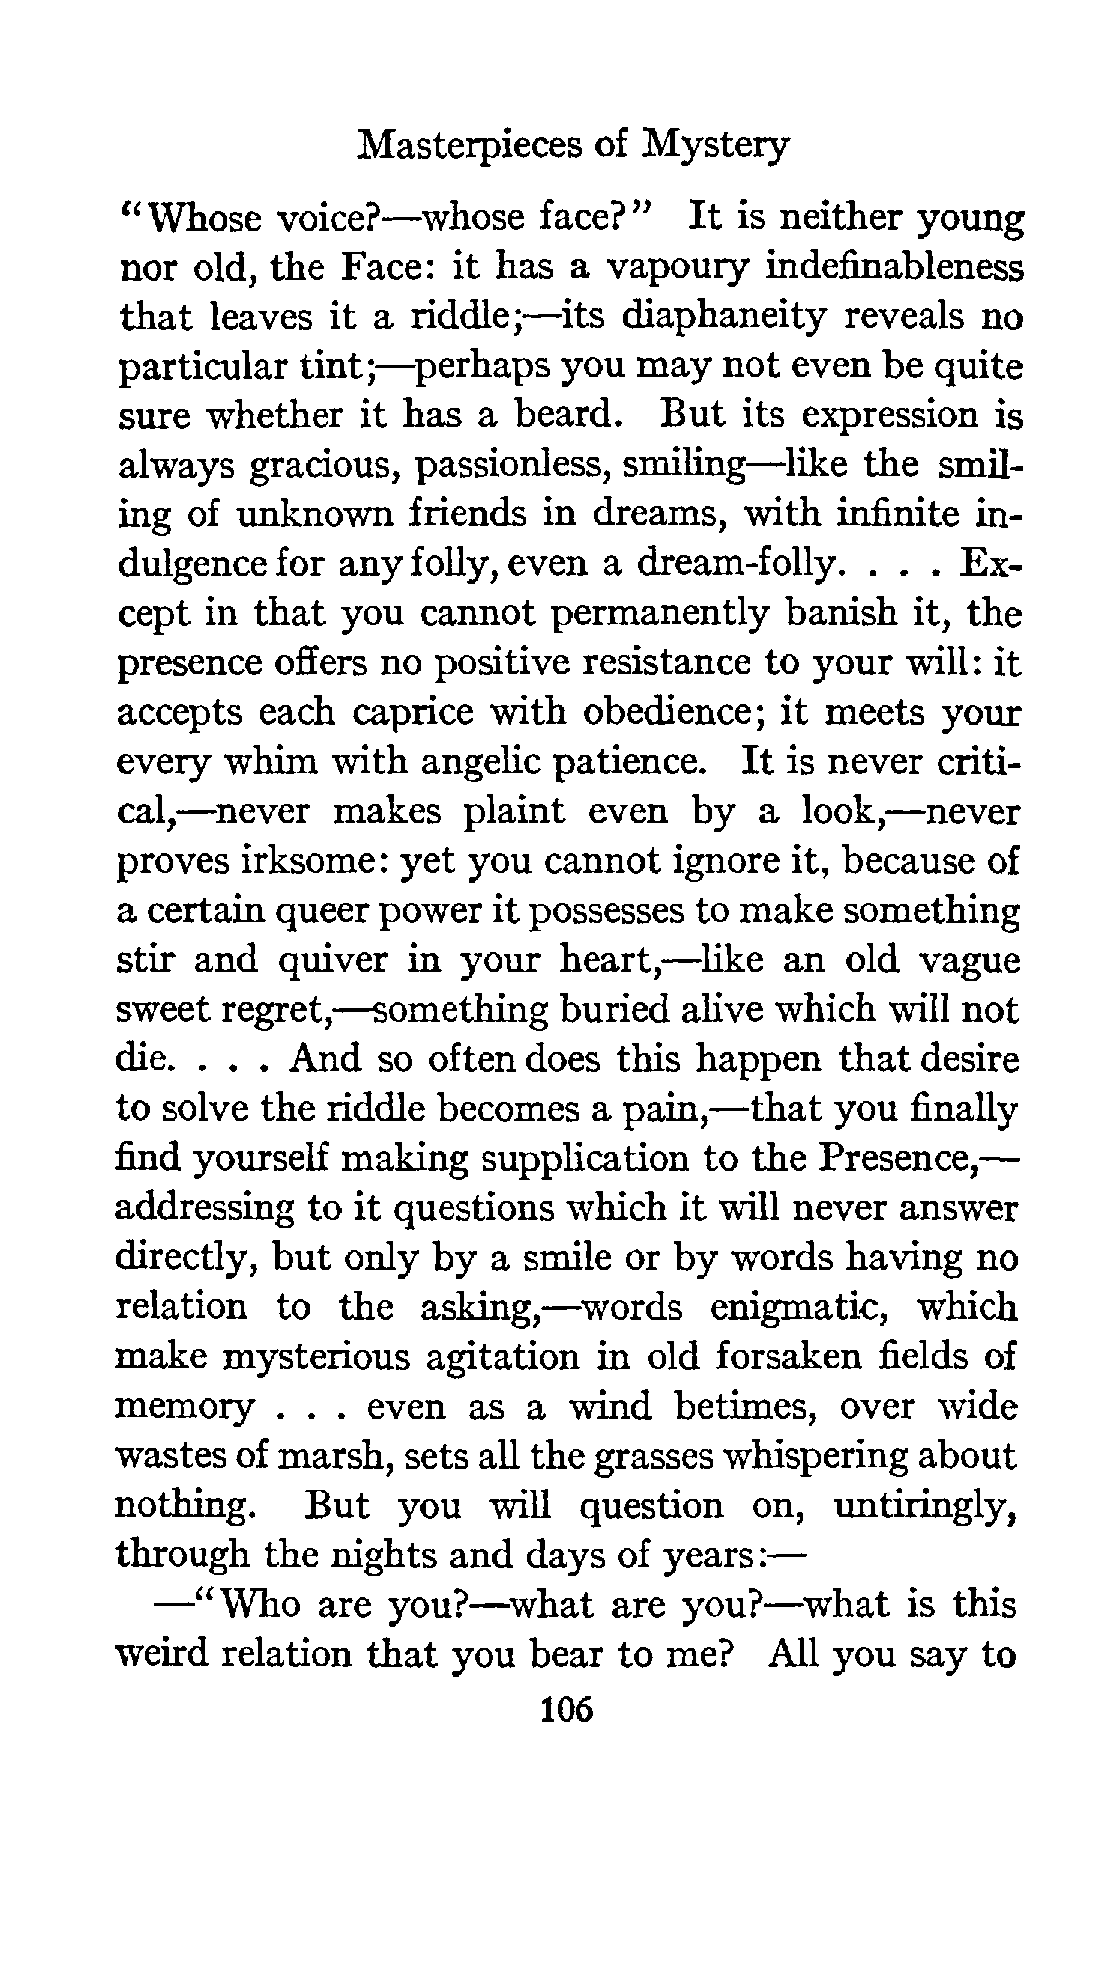 Masterpieces of Mystery
“Whose voice?—whose face?” It is neither young
nor old, the Face: it has a vapoury indefinableness
that leaves it a riddle;—its diaphaneity reveals no
particular tint;—perhaps you may not even be quite
sure whether it has a beard. But its expression is
always gracious, passionless, smiling—like the smil-
ing of unknown friends in dreams, with infinite in-
dulgence for any folly, even a dream-folly. . . . Ex-
cept in that you cannot permanently banish it, the
presence offers no positive resistance to your will: it
accepts each caprice with obedience; it meets your
every whim with angelic patience. It is never criti-
cal,—never makes plaint even by a look,—never
proves irksome: yet you cannot ignore it, because of
a certain queer power it possesses to make something
stir and quiver in your heart,—like an old vague
sweet regret,—something buried alive which will not
die. . . . And so often does this happen that desire
to solve the riddle becomes a pain,—that you finally
find yourself making supplication to the Presence,—
addressing to it questions which it will never answer
directly, but only by a smile or by words having no
relation to the asking,—words enigmatic, which
make mysterious agitation in old forsaken fields of
memory . . . even as a wind betimes, over wide
wastes of marsh, sets all the grasses whispering about
nothing. But you will question on, untiringly,
through the nights and days of years:—
—“Who are you?—what are you?—what is this
weird relation that you bear to me? All you say to
106